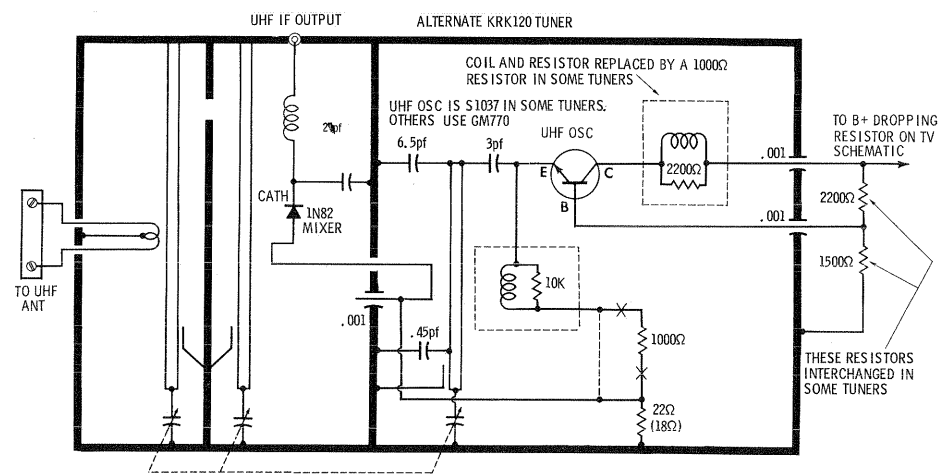 UHF IF OUTPUT
ALTERNATE KRK120 TUNER
COIL AND RESISTOR REPLACED BY A 1000Ω
RESISTOR IN SOME TUNERS
UHF OSC IS S1037 IN SOME TUNERS.
OTHERS USE GM770
6.5pf
3pf
UHF OSC
E
C
B
2200Ω
.001
TO B+ DROPPING
RESISTOR ON TV
SCHEMATIC
.001
2200Ω
1500Ω
CATH
1N82
MIXER
TO UHF
ANT
10K
.001
.45pf
1000Ω
22Ω
(18Ω)
THESE RESISTORS
INTERCHANGED IN
SOME TUNERS